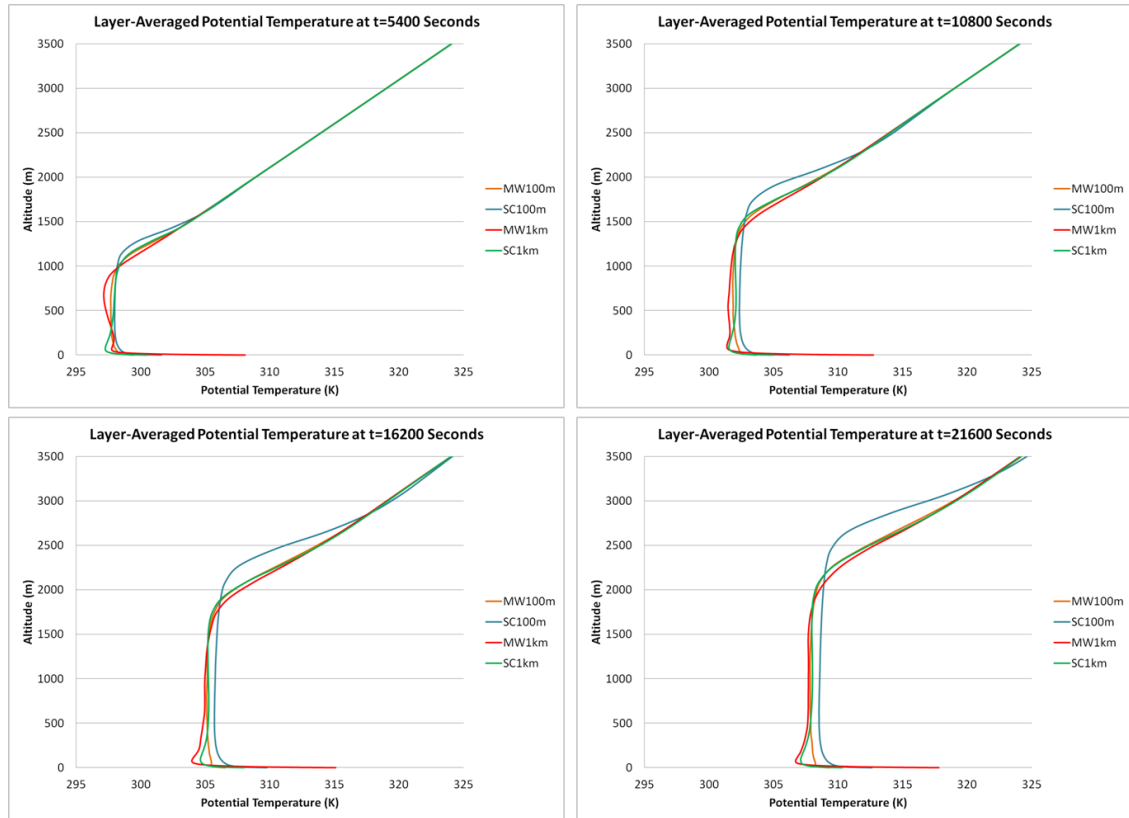 Layer-Averaged Potential Temperature at t=5400 Seconds
3500
3000
2500
2000
1500
1000
500
0
Altitude (m)
295 300 305 310 315 320 325
Potential Temperature (K)
MW100m
SC100m
MW1km
SC1km
Layer-Averaged Potential Temperature at t=10800 Seconds
3500
3000
2500
2000
1500
1000
500
0
Altitude (m)
295 300 305 310 315 320 325
Potential Temperature (K)
MW100m
SC100m
MW1km
SC1km
Layer-Averaged Potential Temperature at t=16200 Seconds
3500
3000
2500
2000
1500
1000
500
0
Altitude (m)
295 300 305 310 315 320 325
Potential Temperature (K)
MW100m
SC100m
MW1km
SC1km
Layer-Averaged Potential Temperature at t=21600 Seconds
3500
3000
2500
2000
1500
1000
500
0
Altitude (m)
295 300 305 310 315 320 325
Potential Temperature (K)
MW100m
SC100m
MW1km
SC1km